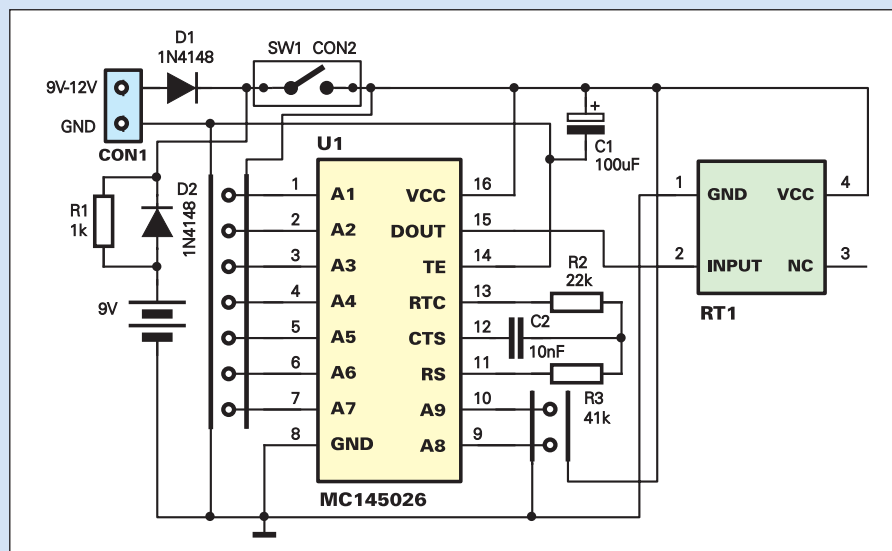 D1
1N4148
SW1 CON2
9V-12V
GND
CON1
U1
+
C1
100uF
R1
1k
D2
1N4148
9V
1 A1
2 A2
3 A3
4 A4
5 A5
6 A6
7 A7
8 GND
VCC 16
DOUT 15
TE 14
RTC 13
CTS 12
RS 11
A9 10
A8 9
MC145026
R2
22k
C2
10nF
R3
41k
1 GND VCC 4
2 INPUT NC 3
RT1